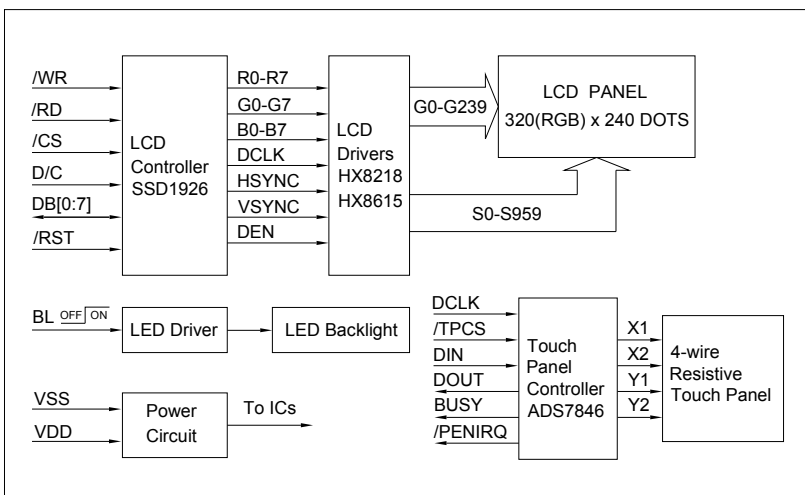 /WR
/RD
/CS
D/C
DB[0:7]
/RST
LCD
Controller
SSD1926
R0-R7
G0-G7
B0-B7
DCLK
HSYNC
VSYNC
DEN
LCD
Drivers
HX8218
HX8615
G0-G239
S0-S959
LCD PANEL
320(RGB) x 240 DOTS
BL OFF ON
LED Driver
LED Backlight
VSS
VDD
Power
Circuit
To ICs
DCLK
/TPCS
DIN
DOUT
BUSY
/PENIRQ
Touch
Panel
Controller
ADS7846
X1
X2
Y1
Y2
4-wire
Resistive
Touch Panel